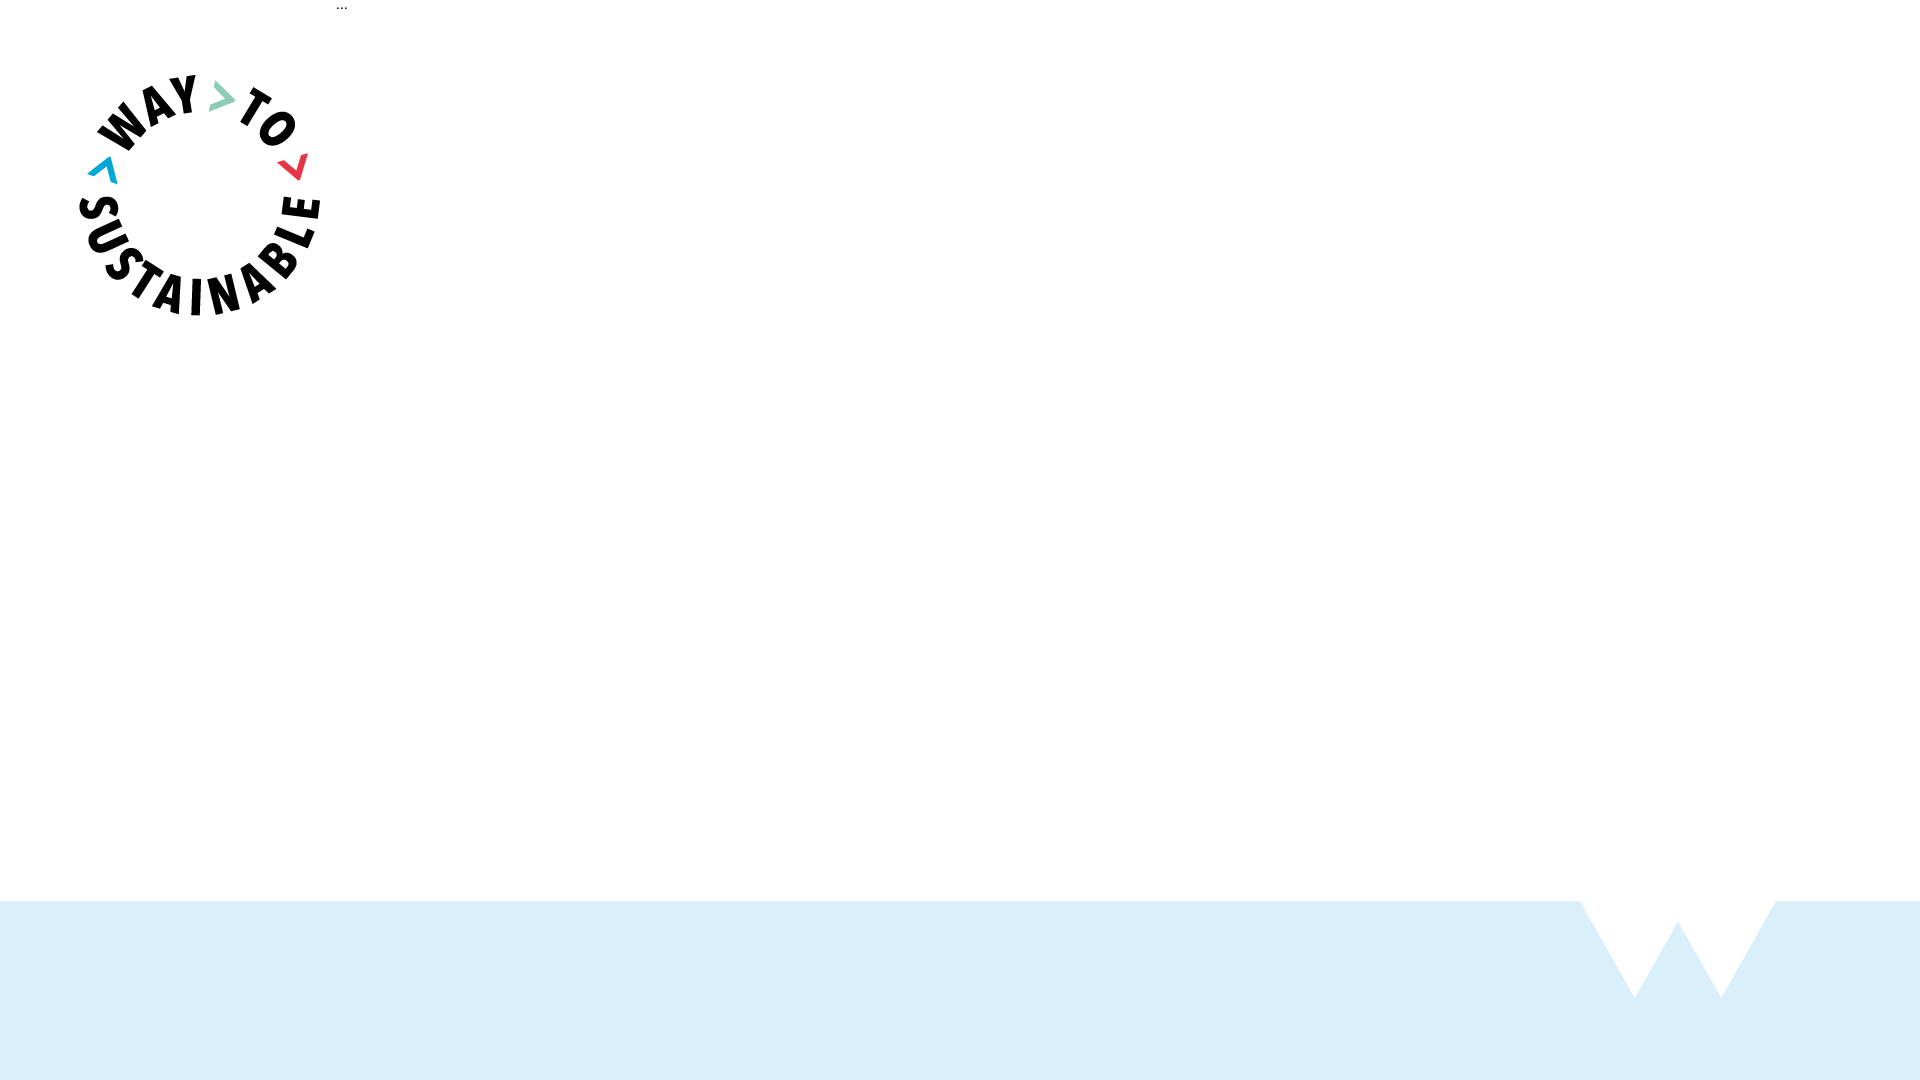 ...
WAY > TO >
SUSTAINABLE >